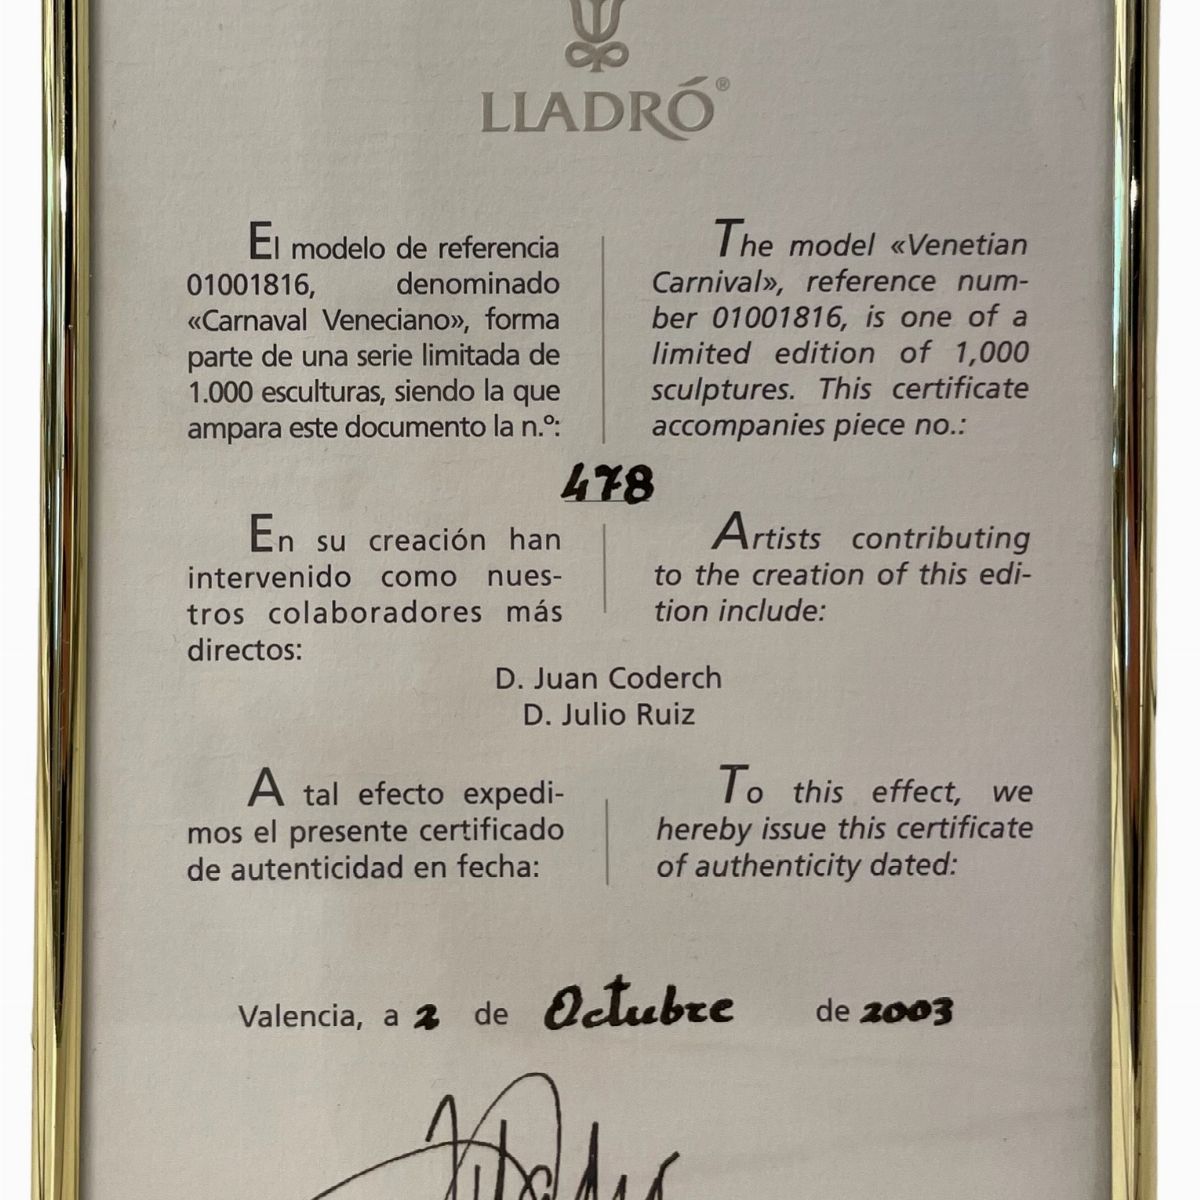 LLADRÓ®
El modelo de referencia
01001816, denominado
«Carnaval Veneciano», forma
parte de una serie limitada de
1.000 esculturas, siendo la que
ampara este documento la n.º:
The model «Venetian
Carnival», reference num-
ber 01001816, is one of a
limited edition of 1,000
sculptures. This certificate
accompanies piece no.:
478
En su creación han
intervenido como nues-
tros colaboradores más
directos:
Artists contributing
to the creation of this edi-
tion include:
D. Juan Coderch
D. Julio Ruiz
A tal efecto expedi-
mos el presente certificado
de autenticidad en fecha:
To this effect, we
hereby issue this certificate
of authenticity dated:
Valencia, a 2 de Octubre de 2003